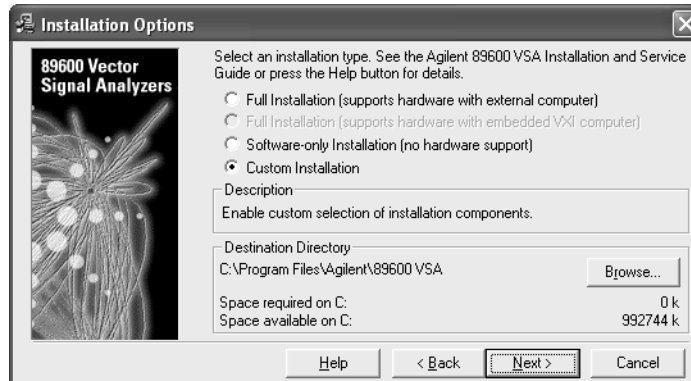 Installation Options
89600 Vector
Signal Analyzers
Select an installation type. See the Agilent 89600 VSA Installation and Service
Guide or press the Help button for details.
Full Installation (supports hardware with external computer)
Full Installation (supports hardware with embedded VXI computer)
Software-only Installation (no hardware support)
Custom Installation
Description
Enable custom selection of installation components.
Destination Directory
C:\Program Files\Agilent\89600 VSA
Browse...
Space required on C: 0 k
Space available on C: 992744 k
Help < Back Next > Cancel